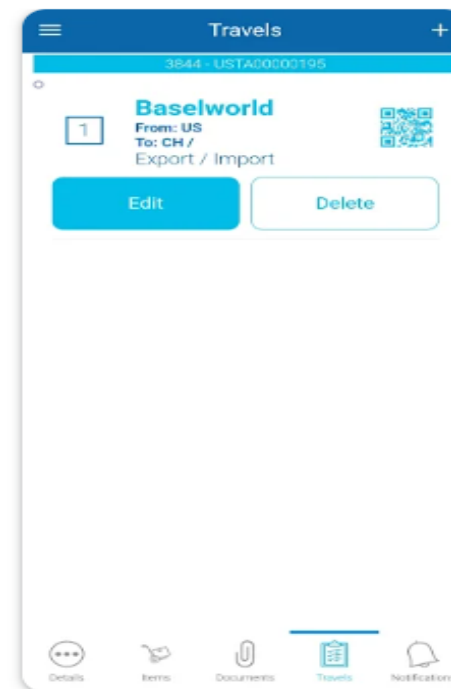 Travels +
3844 - USTA00000195
1
Baselworld
From: US
To: CH /
Export / Import
Edit
Delete
Details
Items
Documents
Travels
Notification